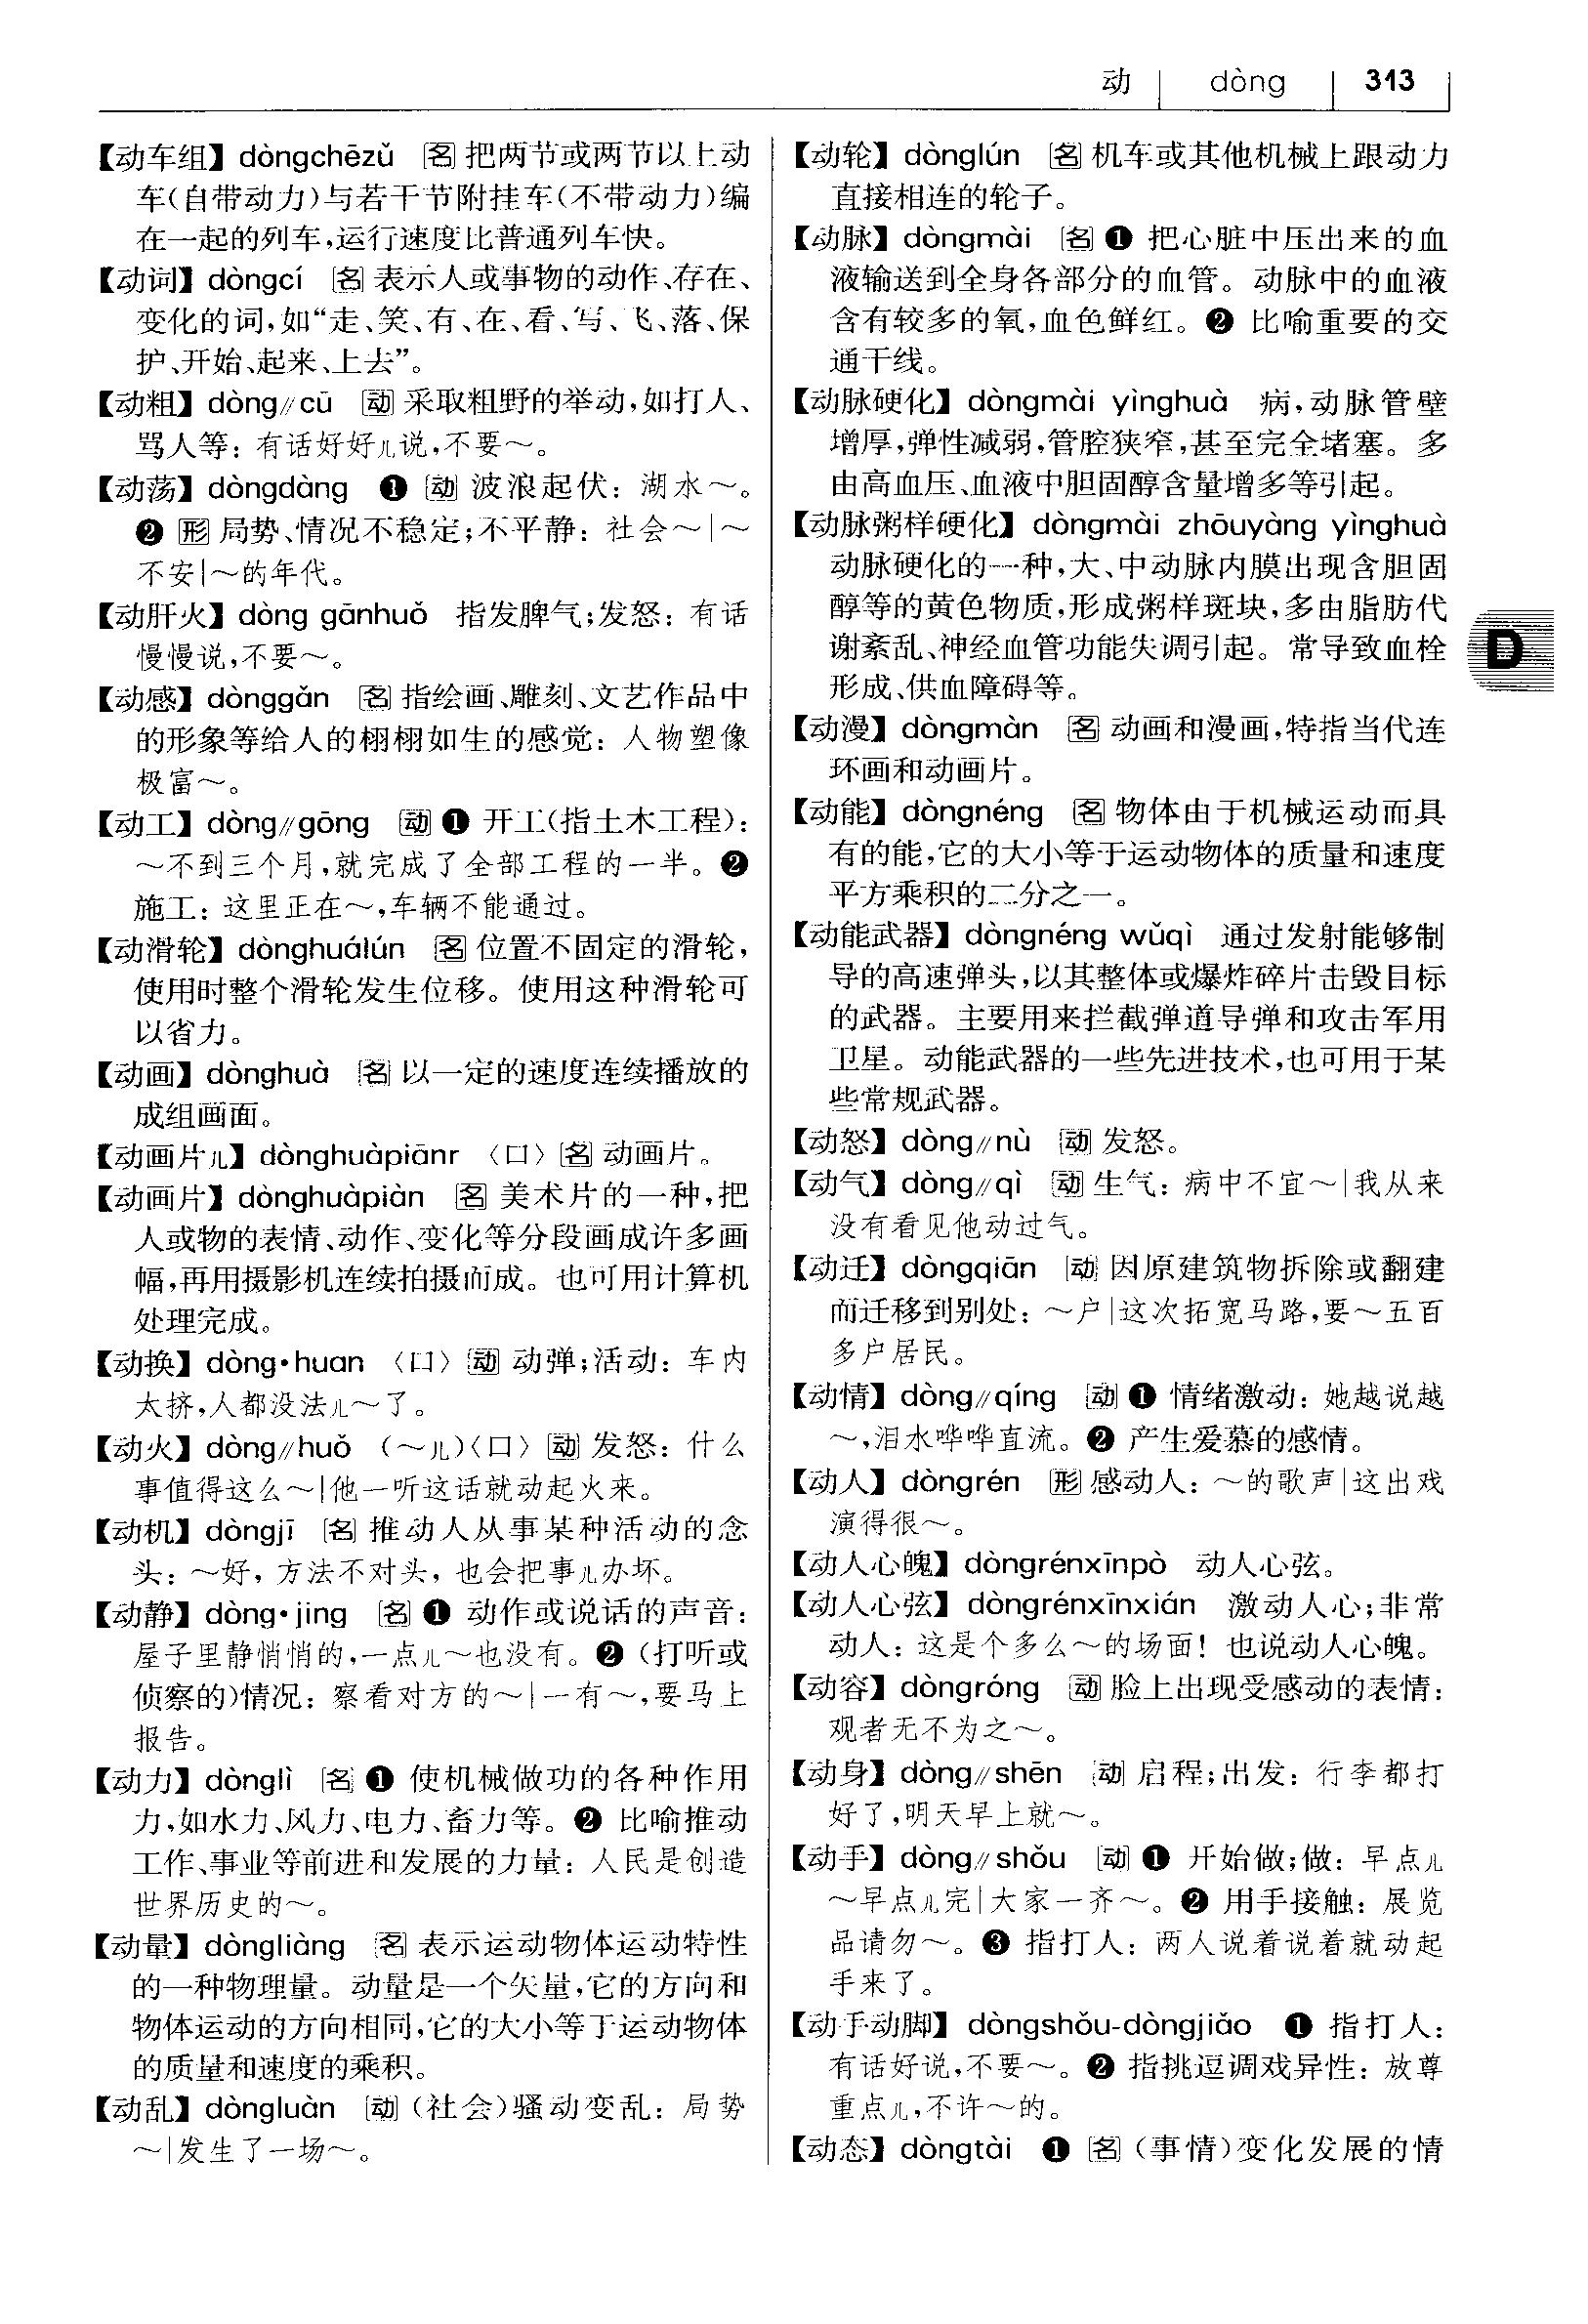 动 dòng 313
【动车组】dòngchēzǔ 名 把两节或两节以上动
车(自带动力)与若干节附挂车(不带动力)编
在一起的列车,运行速度比普通列车快。
【动词】dòngcí 名 表示人或事物的动作、存在、
变化的词,如“走、笑、有、在、看、写、飞、落、保
护、开始、起来、上去”。
【动粗】dòng∥cū 动 采取粗野的举动,如打人、
骂人等：有话好好儿说,不要～。
【动荡】dòngdàng ❶ 动 波浪起伏：湖水～。
❷ 形 局势、情况不稳定;不平静：社会～|～
不安|～的年代。
【动肝火】dòng gānhuǒ 指发脾气;发怒：有话
慢慢说,不要～。
【动感】dònggǎn 名 指绘画、雕刻、文艺作品中
的形象等给人的栩栩如生的感觉：人物塑像
极富～。
【动工】dòng∥gōng 动 ❶ 开工(指土木工程)：
～不到三个月,就完成了全部工程的一半。❷
施工：这里正在～,车辆不能通过。
【动滑轮】dònghuálún 名 位置不固定的滑轮,
使用时整个滑轮发生位移。使用这种滑轮可
以省力。
【动画】dònghuà 名 以一定的速度连续播放的
成组画面。
【动画片儿】dònghuàpiānr 〈口〉名 动画片。
【动画片】dònghuàpiàn 名 美术片的一种,把
人或物的表情、动作、变化等分段画成许多画
幅,再用摄影机连续拍摄而成。也可用计算机
处理完成。
【动换】dòng•huan 〈口〉动 动弹;活动：车内
太挤,人都没法儿～了。
【动火】dòng∥huǒ (～儿)〈口〉动 发怒：什么
事值得这么～|他一听这话就动起火来。
【动机】dòngjī 名 推动人从事某种活动的念
头：～好,方法不对头,也会把事儿办坏。
【动静】dòng•jing 名 ❶ 动作或说话的声音：
屋子里静悄悄的,一点儿～也没有。❷ (打听或
侦察的)情况：察看对方的～|一有～,要马上
报告。
【动力】dònglì 名 ❶ 使机械做功的各种作用
力,如水力、风力、电力、畜力等。❷ 比喻推动
工作、事业等前进和发展的力量：人民是创造
世界历史的～。
【动量】dòngliàng 名 表示运动物体运动特性
的一种物理量。动量是一个矢量,它的方向和
物体运动的方向相同,它的大小等于运动物体
的质量和速度的乘积。
【动乱】dòngluàn 动 (社会)骚动变乱：局势
～|发生了一场～。
【动轮】dònglún 名 机车或其他机械上跟动力
直接相连的轮子。
【动脉】dòngmài 名 ❶ 把心脏中压出来的血
液输送到全身各部分的血管。动脉中的血液
含有较多的氧,血色鲜红。❷ 比喻重要的交
通干线。
【动脉硬化】dòngmài yìnghuà 病,动脉管壁
增厚,弹性减弱,管腔狭窄,甚至完全堵塞。多
由高血压、血液中胆固醇含量增多等引起。
【动脉粥样硬化】dòngmài zhōuyàng yìnghuà
动脉硬化的一种,大、中动脉内膜出现含胆固
醇等的黄色物质,形成粥样斑块,多由脂肪代
谢紊乱、神经血管功能失调引起。常导致血栓
形成、供血障碍等。
【动漫】dòngmàn 名 动画和漫画,特指当代连
环画和动画片。
【动能】dòngnéng 名 物体由于机械运动而具
有的能,它的大小等于运动物体的质量和速度
平方乘积的二分之一。
【动能武器】dòngnéng wǔqì 通过发射能够制
导的高速弹头,以其整体或爆炸碎片击毁目标
的武器。主要用来拦截弹道导弹和攻击军用
卫星。动能武器的一些先进技术,也可用于某
些常规武器。
【动怒】dòng∥nù 动 发怒。
【动气】dòng∥qì 动 生气：病中不宜～|我从来
没有看见他动过气。
【动迁】dòngqiān 动 因原建筑物拆除或翻建
而迁移到别处：～户|这次拓宽马路,要～五百
多户居民。
【动情】dòng∥qíng 动 ❶ 情绪激动：她越说越
～,泪水哗哗直流。❷ 产生爱慕的感情。
【动人】dòngrén 形 感动人：～的歌声|这出戏
演得很～。
【动人心魄】dòngrénxīnpò 动人心弦。
【动人心弦】dòngrénxīnxián 激动人心;非常
动人：这是个多么～的场面！也说动人心魄。
【动容】dòngróng 动 脸上出现受感动的表情：
观者无不为之～。
【动身】dòng∥shēn 动 启程;出发：行李都打
好了,明天早上就～。
【动手】dòng∥shǒu 动 ❶ 开始做;做：早点儿
～早点儿完|大家一齐～。❷ 用手接触：展览
品请勿～。❸ 指打人：两人说着说着就动起
手来了。
【动手动脚】dòngshǒu-dòngjiǎo ❶ 指打人：
有话好说,不要～。❷ 指挑逗调戏异性：放尊
重点儿,不许～的。
【动态】dòngtài ❶ 名 (事情)变化发展的情
D